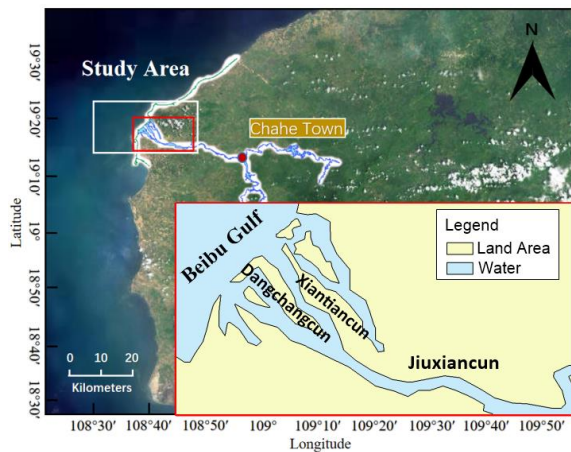 N
Study Area
Chahe Town
19°30′
19°20′
19°10′
19°
18°50′
18°40′
18°30′
Latitude
0 10 20
Kilometers
Legend
Land Area
Water
Beibu Gulf
Dangchangcun
Xiantiancun
Jiuxiancun
108°30′ 108°40′ 108°50′ 109° 109°10′ 109°20′ 109°30′ 109°40′ 109°50′
Longitude